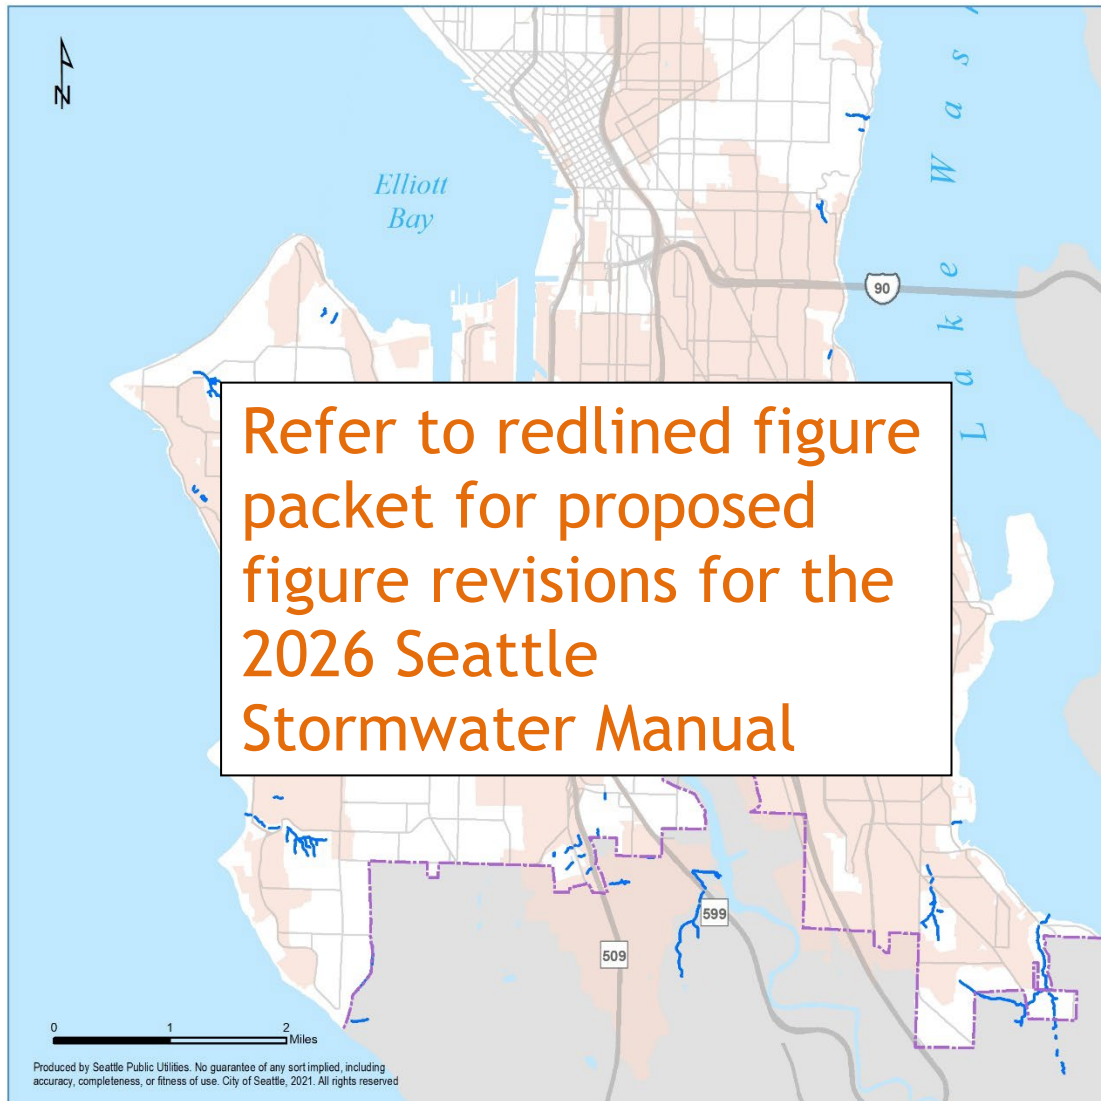 N
Elliott
Bay
Lake Was
90
Refer to redlined figure
packet for proposed
figure revisions for the
2026 Seattle
Stormwater Manual
599
509
0 1 2
Miles
Produced by Seattle Public Utilities. No guarantee of any sort implied, including
accuracy, completeness, or fitness of use. City of Seattle, 2021. All rights reserved